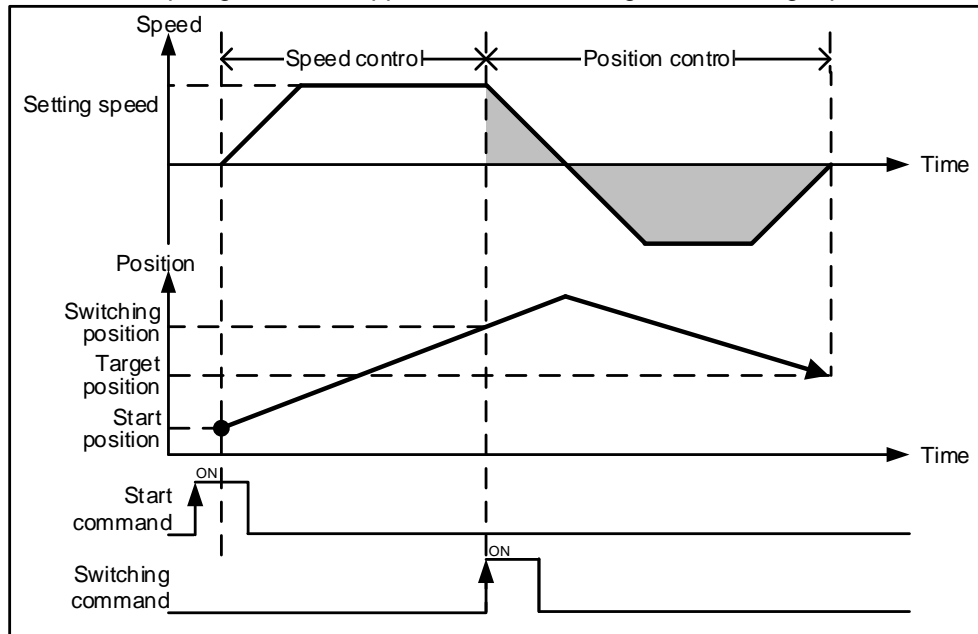 Speed
Speed control
Position control
Setting speed
Time
Position
Switching
position
Target
position
Start
position
Time
ON
Start
command
ON
Switching
command